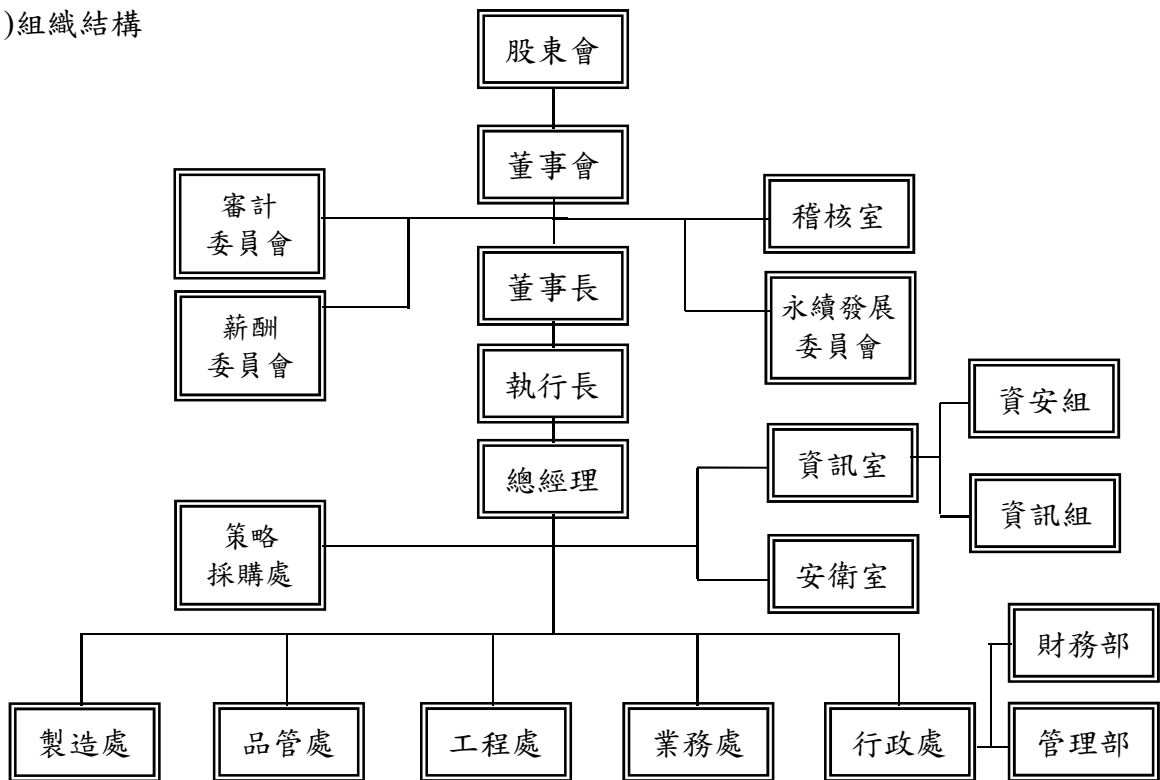 )組織結構
股東會
董事會
審計
委員會
稽核室
董事長
薪酬
委員會
永續發展
委員會
執行長
資安組
總經理
資訊室
資訊組
策略
採購處
安衛室
財務部
製造處
品管處
工程處
業務處
行政處
管理部